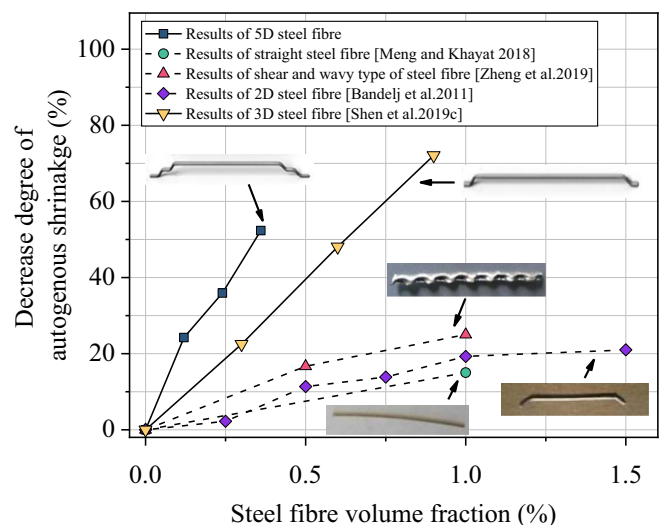 Decrease degree of
autogenous shrinakge (%)
100
80
60
40
20
0
Results of 5D steel fibre
Results of straight steel fibre [Meng and Khayat 2018]
Results of shear and wavy type of steel fibre [Zheng et al.2019]
Results of 2D steel fibre [Bandelj et al.2011]
Results of 3D steel fibre [Shen et al.2019c]
0.0
0.5
1.0
1.5
Steel fibre volume fraction (%)